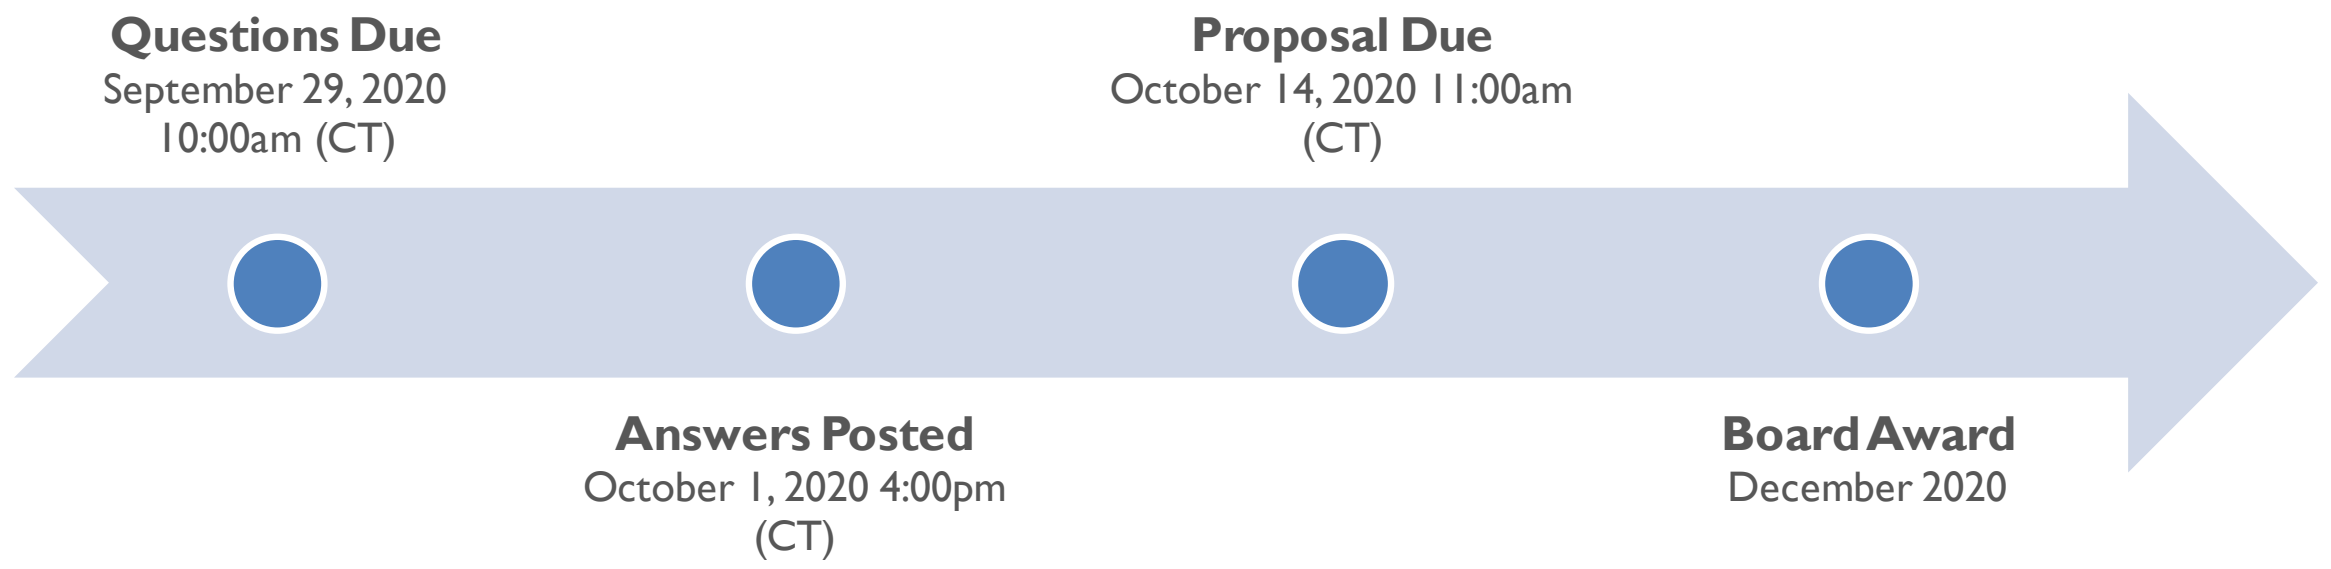 Questions Due
September 29, 2020
10:00am (CT)
Answers Posted
October 1, 2020 4:00pm
(CT)
Proposal Due
October 14, 2020 11:00am
(CT)
Board Award
December 2020